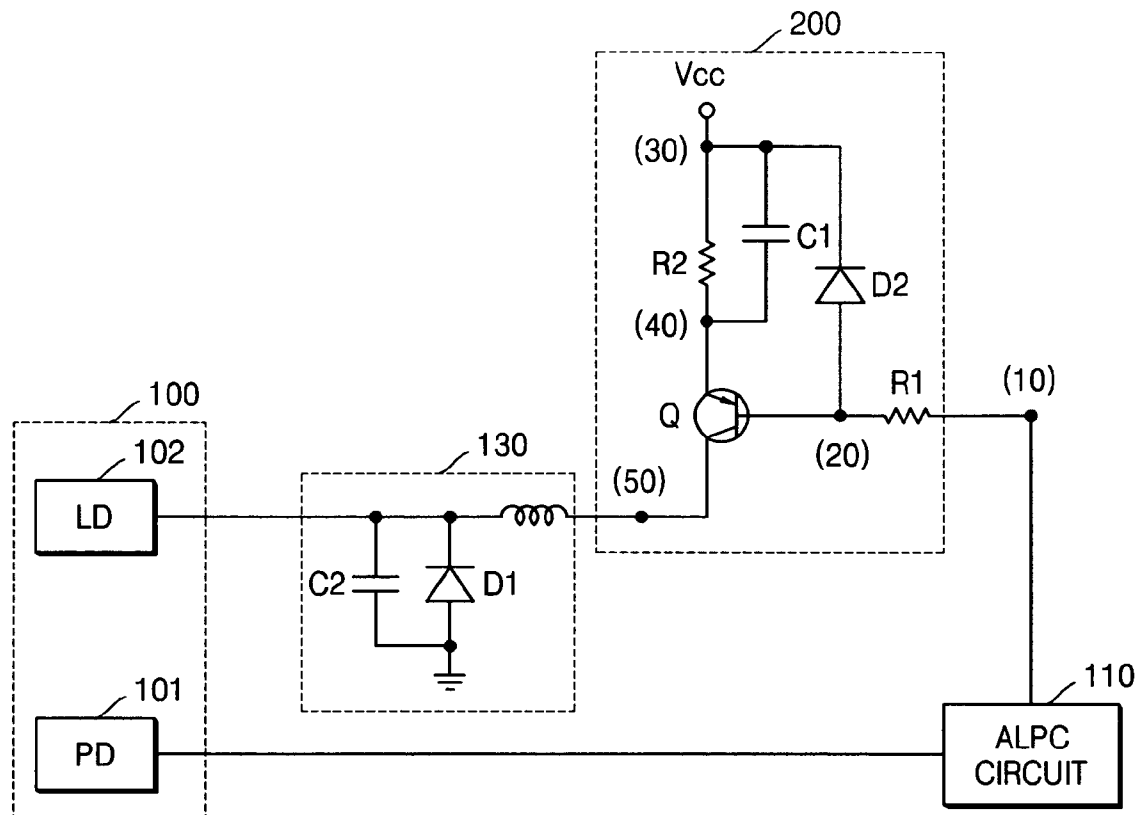 200
Vcc
(30)
C1
R2
D2
(40)
R1
(10)
Q
(20)
100
102
130
(50)
LD
C2
D1
101
110
PD
ALPC
CIRCUIT